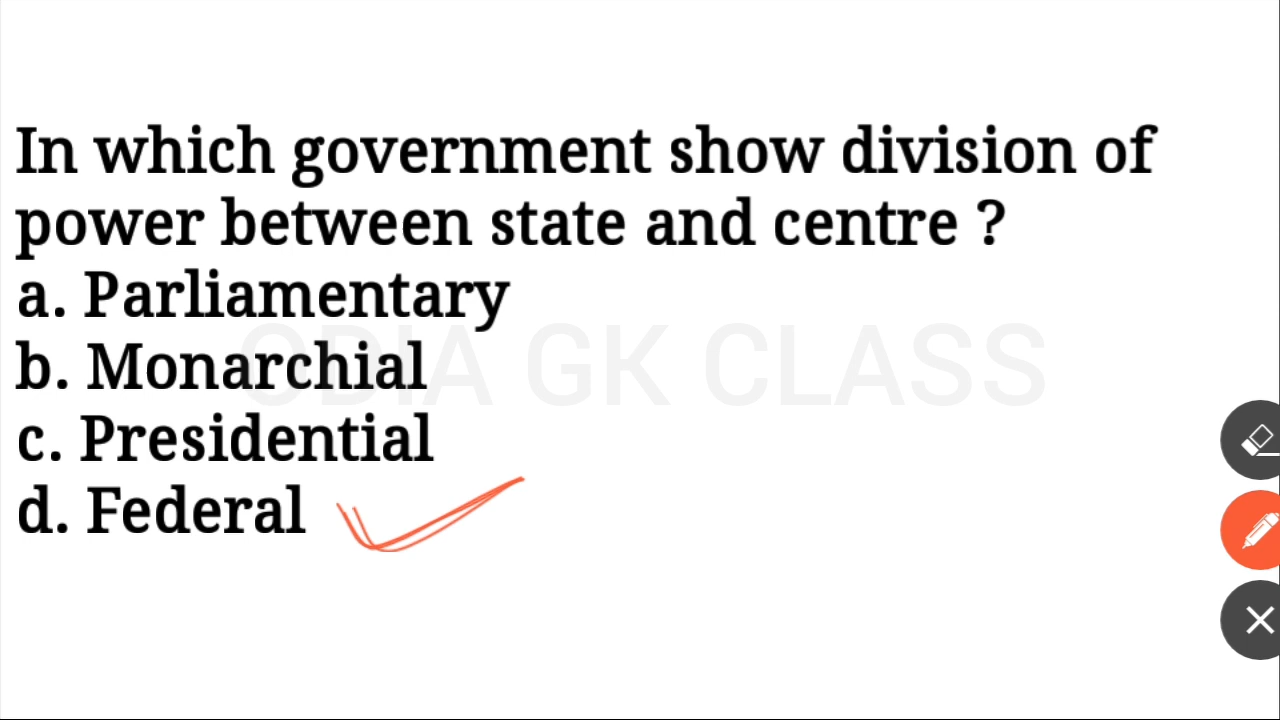 In which government show division of
power between state and centre ?
a. Parliamentary
ODIA GK CLASS
b. Monarchial
c. Presidential
d. Federal